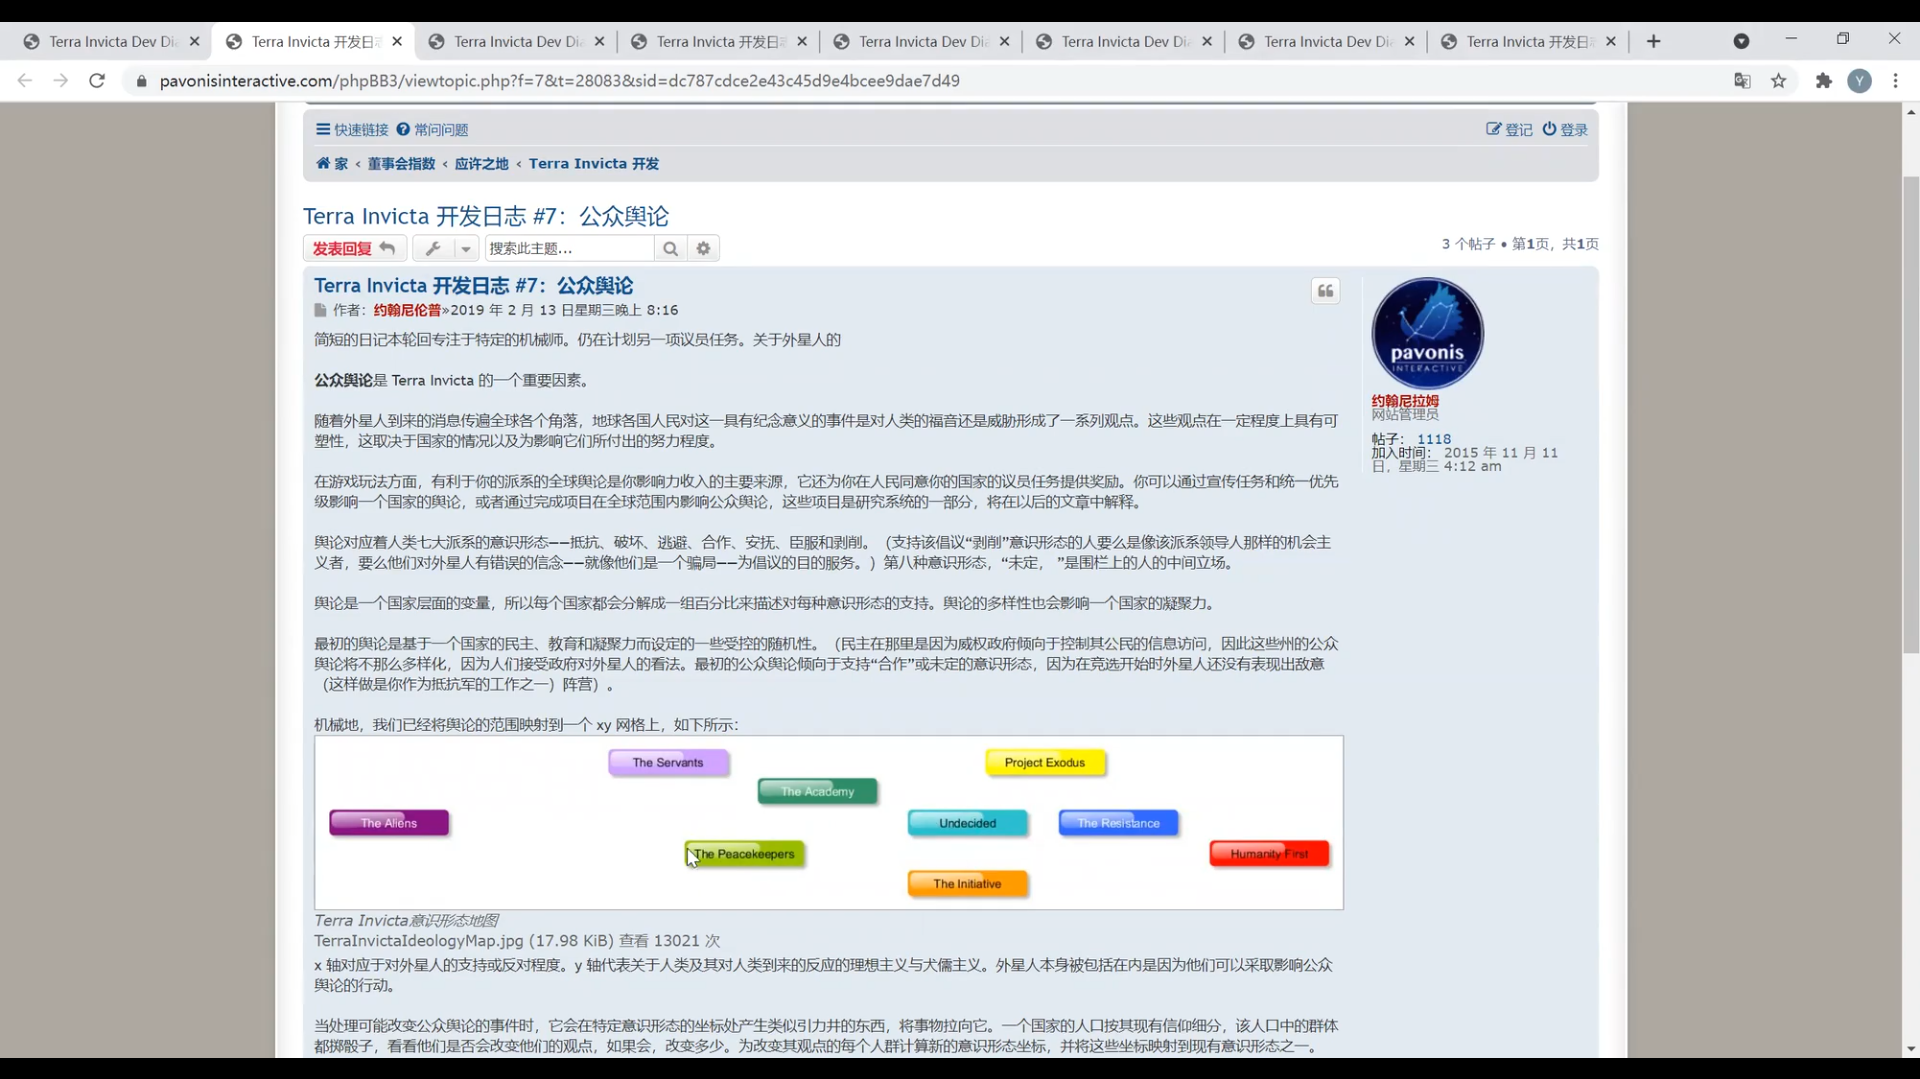 Terra Invicta Dev Di
Terra Invicta 开发日
Terra Invicta Dev Di
Terra Invicta 开发日
Terra Invicta Dev Di
Terra Invicta Dev Di
Terra Invicta Dev Di
Terra Invicta 开发日
pavonisinteractive.com/phpBB3/viewtopic.php?f=7&t=28083&sid=dc787cdce2e43c45d9e4bcee9dae7d49
Y
快速链接 常问问题
登记 登录
家 ‹ 董事会指数 ‹ 应许之地 ‹ Terra Invicta 开发
Terra Invicta 开发日志 #7：公众舆论
发表回复
搜索此主题...
3 个帖子 • 第1页，共1页
Terra Invicta 开发日志 #7：公众舆论
作者：约翰尼伦普»2019 年 2 月 13 日星期三晚上 8:16
简短的日记本轮回专注于特定的机械师。仍在计划另一项议员任务。关于外星人的
公众舆论是 Terra Invicta 的一个重要因素。
随着外星人到来的消息传遍全球各个角落，地球各国人民对这一具有纪念意义的事件是对人类的福音还是威胁形成了一系列观点。这些观点在一定程度上具有可
塑性，这取决于国家的情况以及为影响它们所付出的努力程度。
在游戏玩法方面，有利于你的派系的全球舆论是你影响力收入的主要来源，它还为你在人民同意你的国家的议员任务提供奖励。你可以通过宣传任务和统一优先
级影响一个国家的舆论，或者通过完成项目在全球范围内影响公众舆论，这些项目是研究系统的一部分，将在以后的文章中解释。
舆论对应着人类七大派系的意识形态——抵抗、破坏、逃避、合作、安抚、臣服和剥削。（支持该倡议“剥削”意识形态的人要么是像该派系领导人那样的机会主
义者，要么他们对外星人有错误的信念——就像他们是一个骗局——为倡议的目的服务。）第八种意识形态，“未定， ”是围栏上的人的中间立场。
舆论是一个国家层面的变量，所以每个国家都会分解成一组百分比来描述对每种意识形态的支持。舆论的多样性也会影响一个国家的凝聚力。
最初的舆论是基于一个国家的民主、教育和凝聚力而设定的一些受控的随机性。（民主在那里是因为威权政府倾向于控制其公民的信息访问，因此这些州的公众
舆论将不那么多样化，因为人们接受政府对外星人的看法。最初的公众舆论倾向于支持“合作”或未定的意识形态，因为在竞选开始时外星人还没有表现出敌意
（这样做是你作为抵抗军的工作之一）阵营）。
机械地，我们已经将舆论的范围映射到一个 xy 网格上，如下所示：
The Servants
Project Exodus
The Academy
The Aliens
Undecided
The Resistance
The Peacekeepers
Humanity First
The Initiative
Terra Invicta意识形态地图
TerraInvictaIdeologyMap.jpg (17.98 KiB) 查看 13021 次
x 轴对应于对外星人的支持或反对程度。y 轴代表关于人类及其对人类到来的反应的理想主义与犬儒主义。外星人本身被包括在内是因为他们可以采取影响公众
舆论的行动。
当处理可能改变公众舆论的事件时，它会在特定意识形态的坐标处产生类似引力井的东西，将事物拉向它。一个国家的人口按其现有信仰细分，该人口中的群体
都掷骰子，看看他们是否会改变他们的观点，如果会，改变多少。为改变其观点的每个人群计算新的意识形态坐标，并将这些坐标映射到现有意识形态之一。
pavonis
INTERACTIVE
约翰尼拉姆
网站管理员
帖子： 1118
加入时间： 2015 年 11 月 11
日，星期三 4:12 am